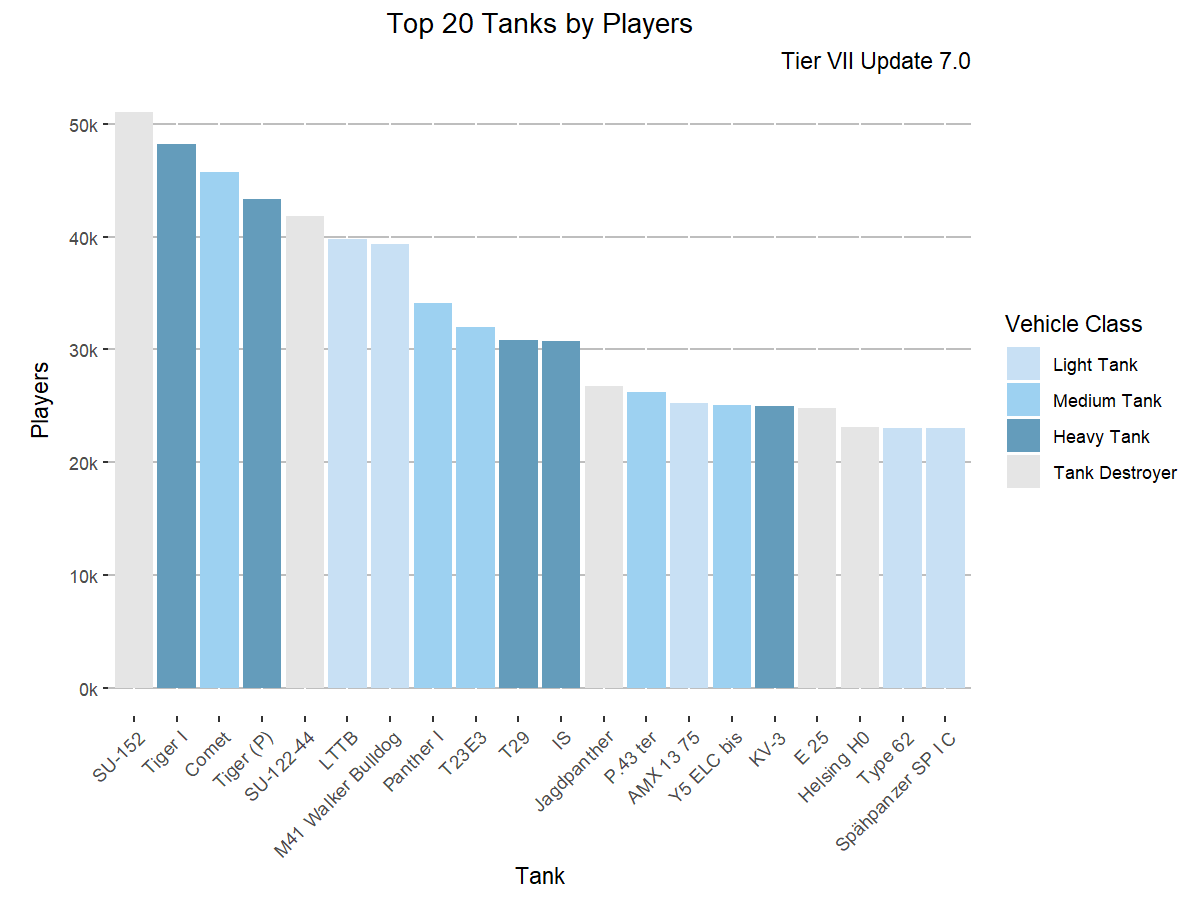 Top 20 Tanks by Players
Tier VII Update 7.0
Players
50k
40k
30k
20k
10k
0k
SU-152
Tiger I
Comet
Tiger (P)
SU-122-44
LTTB
M41 Walker Bulldog
Panther I
T23E3
T29
IS
Jagdpanther
P.43 ter
AMX 13 75
Y5 ELC bis
KV-3
E 25
Helsing H0
Type 62
Spähpanzer SP I C
Tank
Vehicle Class
Light Tank
Medium Tank
Heavy Tank
Tank Destroyer